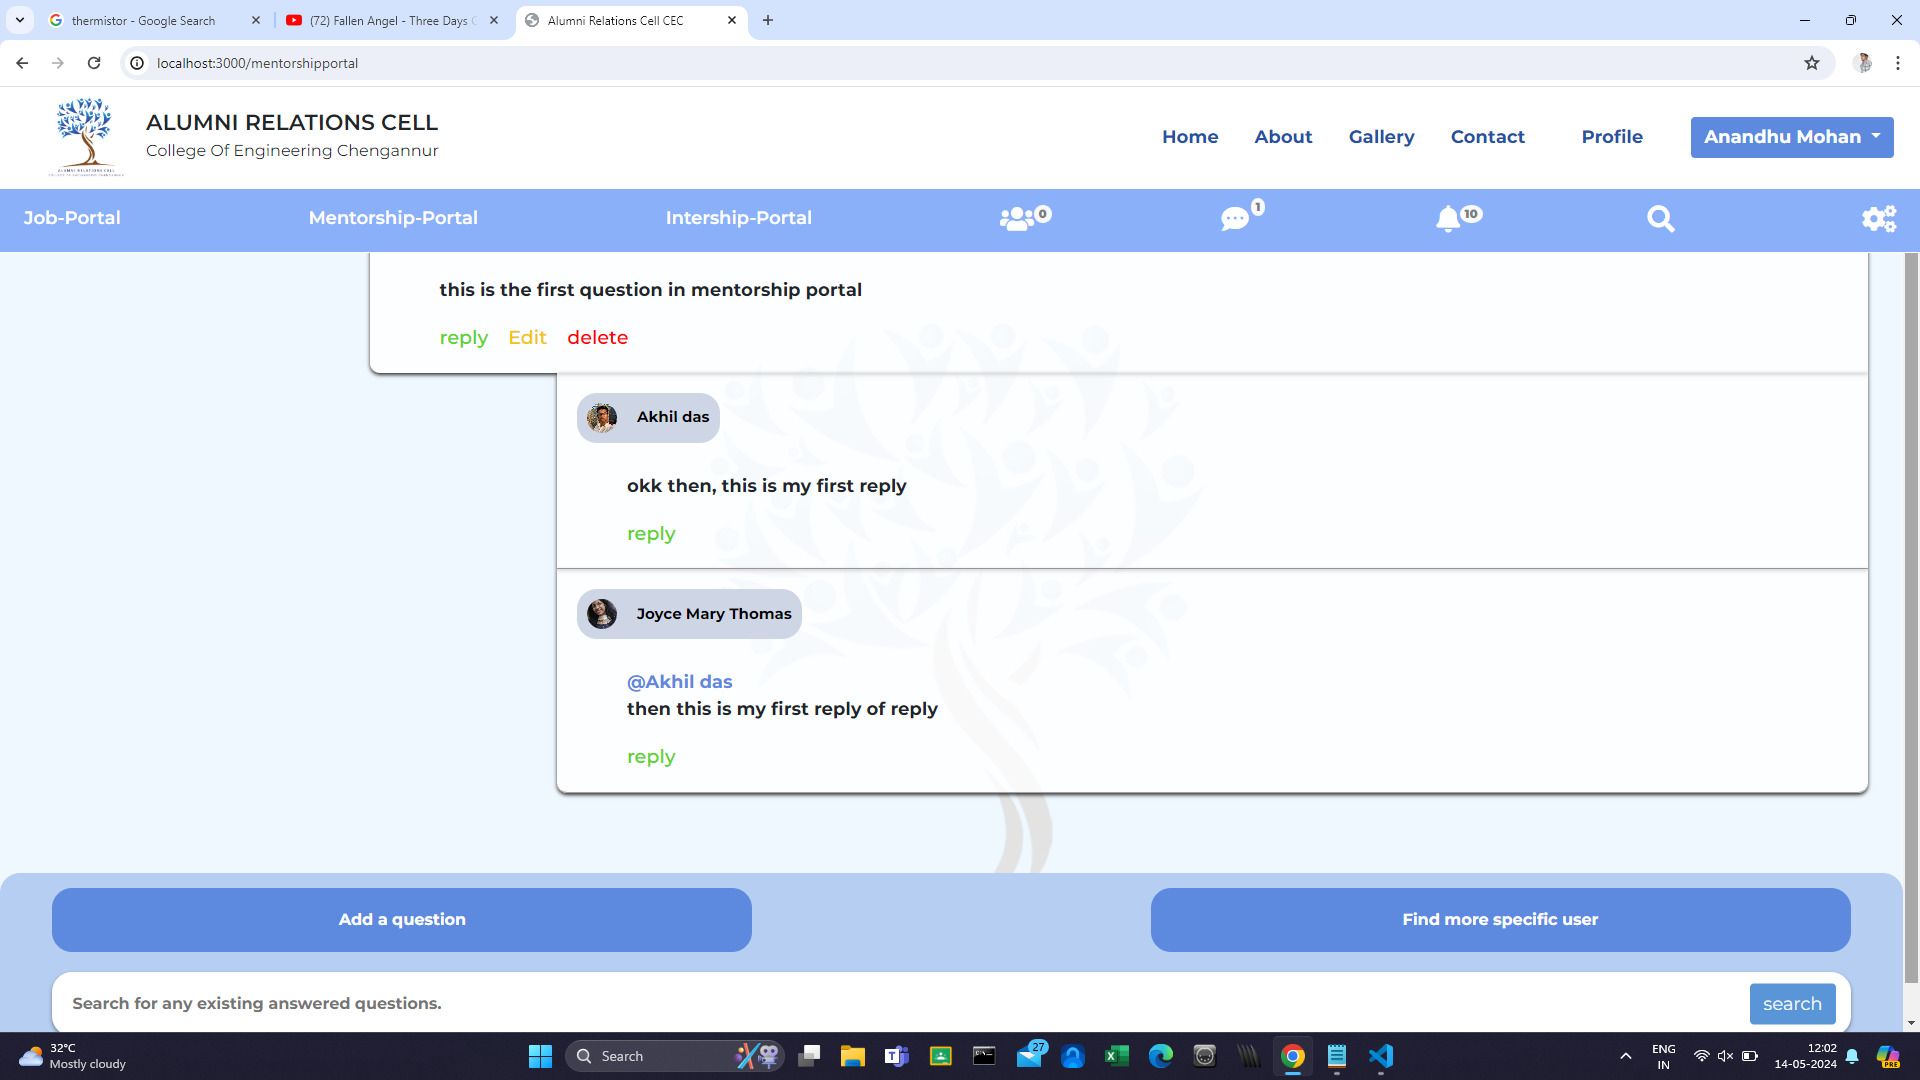 thermistor - Google Search
(72) Fallen Angel - Three Days
Alumni Relations Cell CEC
localhost:3000/mentorshipportal
ALUMNI RELATIONS CELL
College Of Engineering Chengannur
Home About Gallery Contact Profile Anandhu Mohan
Job-Portal Mentorship-Portal Intership-Portal 0 1 10
this is the first question in mentorship portal
reply Edit delete
Akhil das
okk then, this is my first reply
reply
Joyce Mary Thomas
@Akhil das
then this is my first reply of reply
reply
Add a question Find more specific user
Search for any existing answered questions. search
32°C
Mostly cloudy
Search
27
ENG
IN
12:02
14-05-2024
PRE